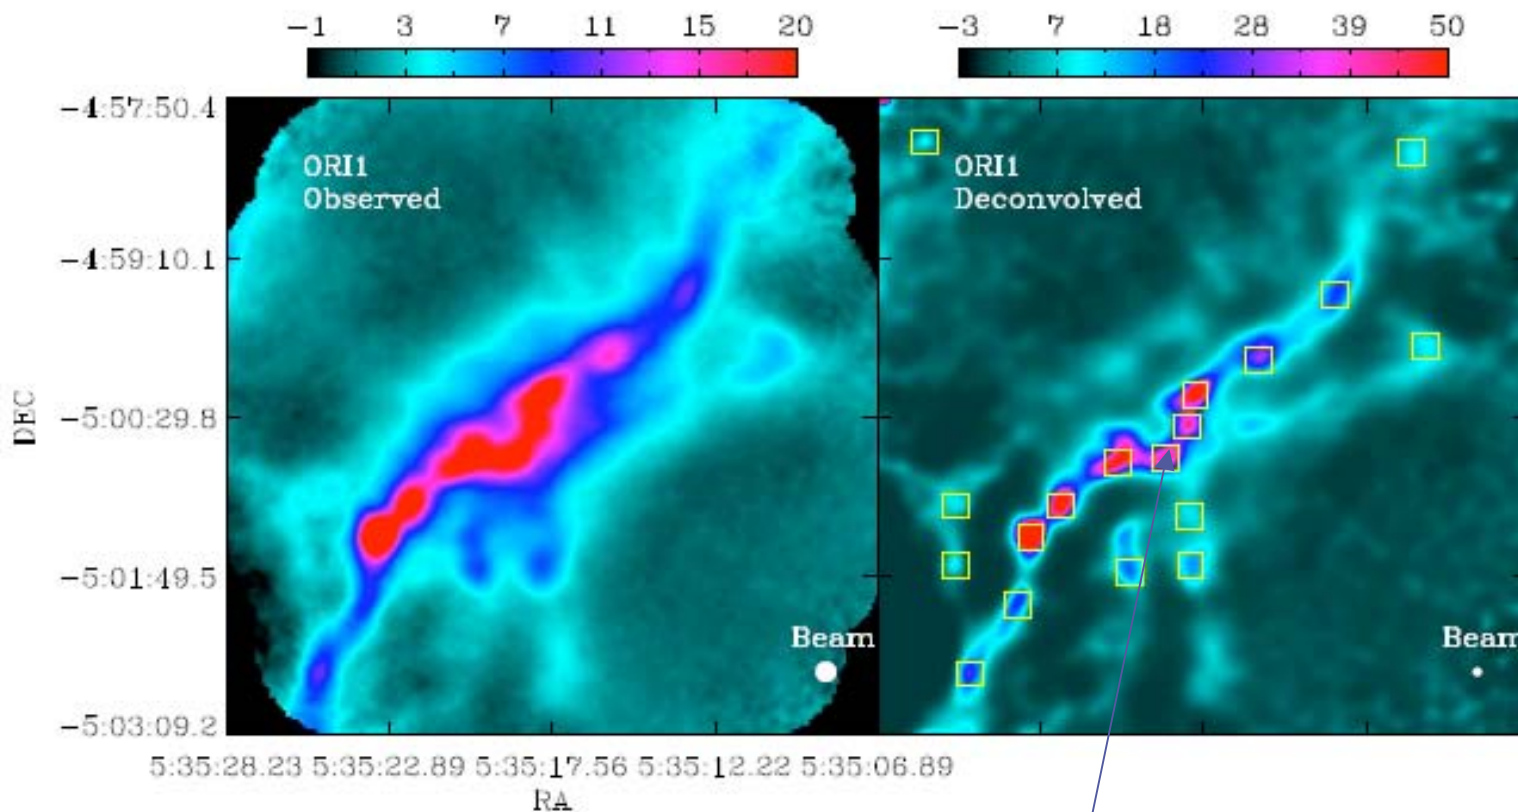 -1 3 7 11 15 20
-3 7 18 28 39 50
-4:57:50.4
ORI1
Observed
ORI1
Deconvolved
-4:59:10.1
DEC
-5:00:29.8
-5:01:49.5
Beam
Beam
-5:03:09.2
5:35:28.23 5:35:22.89 5:35:17.56 5:35:12.22 5:35:06.89
RA